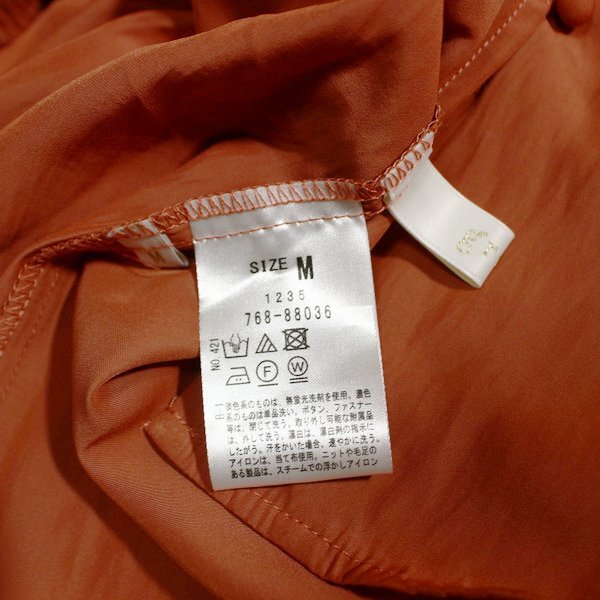 SIZE M
1235
768-88036
NO.421
F W
B-1
淡色系のものは、無蛍光洗剤を使用。濃色
系のものは単品洗い、ボタン、ファスナー
等は、閉じて洗う。取り外し可能な附属品
は、外して洗う。漂白は、漂白剤の指示に
したがう。汗をかいた場合、速やかに洗う。
アイロンは、当て布使用。ニットや毛足の
ある製品は、スチームでの浮かしアイロン